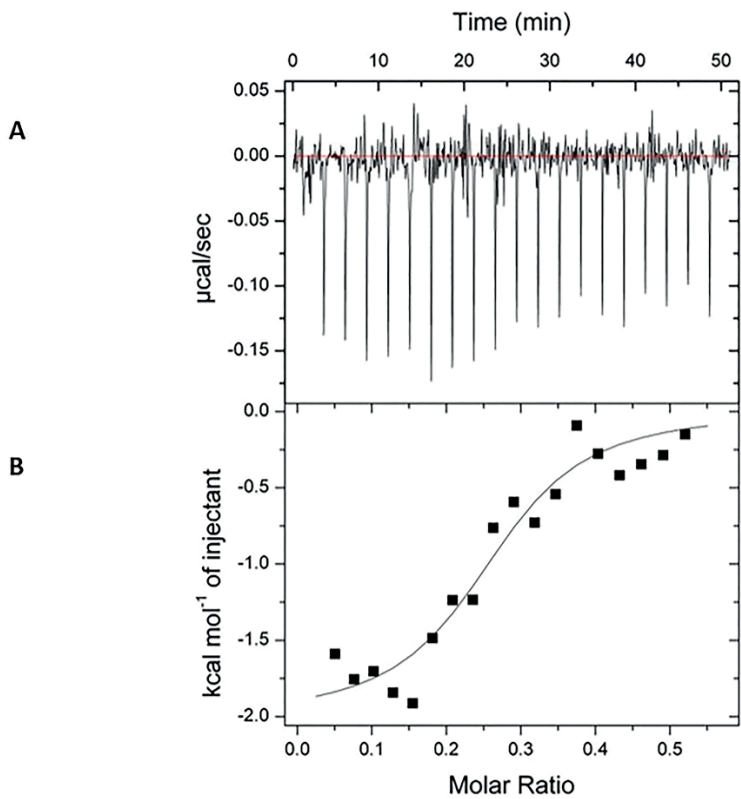 Time (min)
0 10 20 30 40 50
A
0.05
0.00
-0.05
-0.10
-0.15
µcal/sec
B
0.0
-0.5
-1.0
-1.5
-2.0
kcal mol⁻¹ of injectant
0.0 0.1 0.2 0.3 0.4 0.5
Molar Ratio